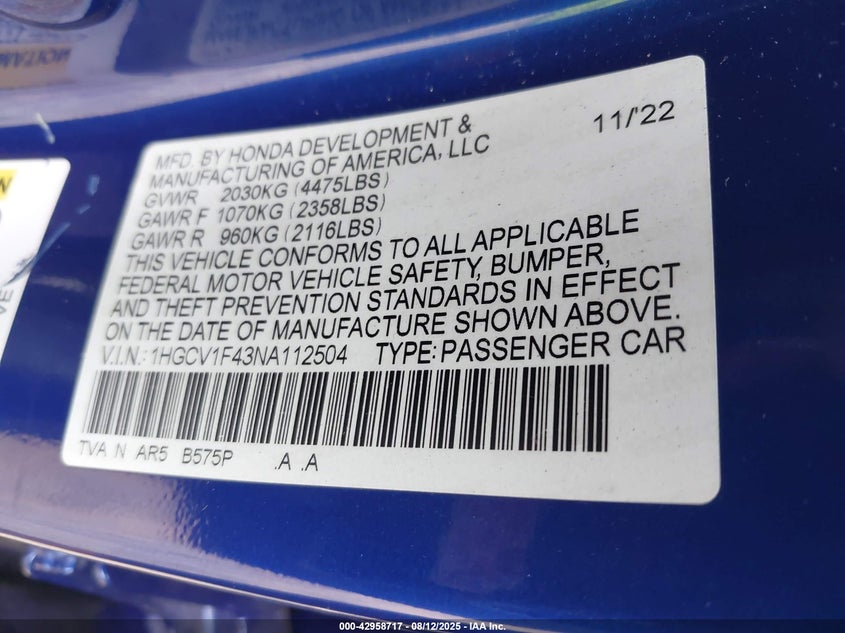 MFD. BY HONDA DEVELOPMENT &
MANUFACTURING OF AMERICA, LLC
11/'22
GVWR 2030KG (4475LBS)
GAWR F 1070KG (2358LBS)
GAWR R 960KG (2116LBS)
THIS VEHICLE CONFORMS TO ALL APPLICABLE
FEDERAL MOTOR VEHICLE SAFETY, BUMPER,
AND THEFT PREVENTION STANDARDS IN EFFECT
ON THE DATE OF MANUFACTURE SHOWN ABOVE.
V.I.N.: 1HGCV1F43NA112504 TYPE: PASSENGER CAR
TVA N AR5 B575P .A .A
000-42958717 - 08/12/2025 - IAA Inc.